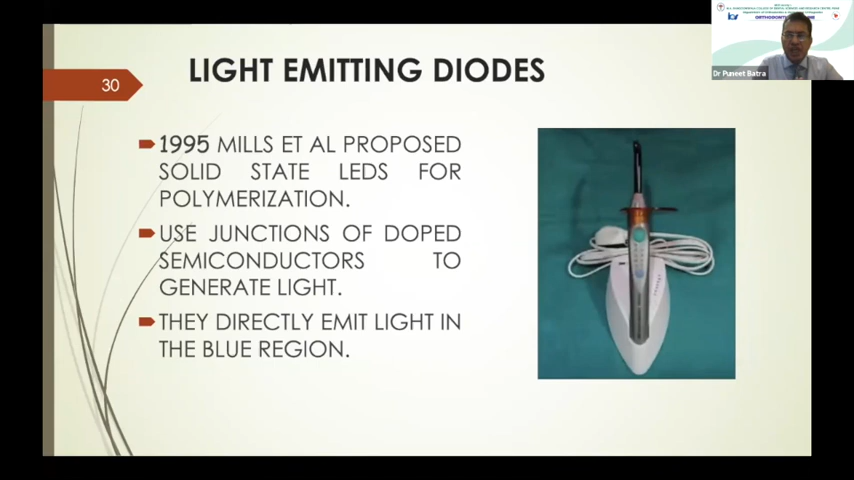 30
LIGHT EMITTING DIODES
1995 MILLS ET AL PROPOSED
SOLID STATE LEDS FOR
POLYMERIZATION.
USE JUNCTIONS OF DOPED
SEMICONDUCTORS TO
GENERATE LIGHT.
THEY DIRECTLY EMIT LIGHT IN
THE BLUE REGION.
Dr Puneet Batra